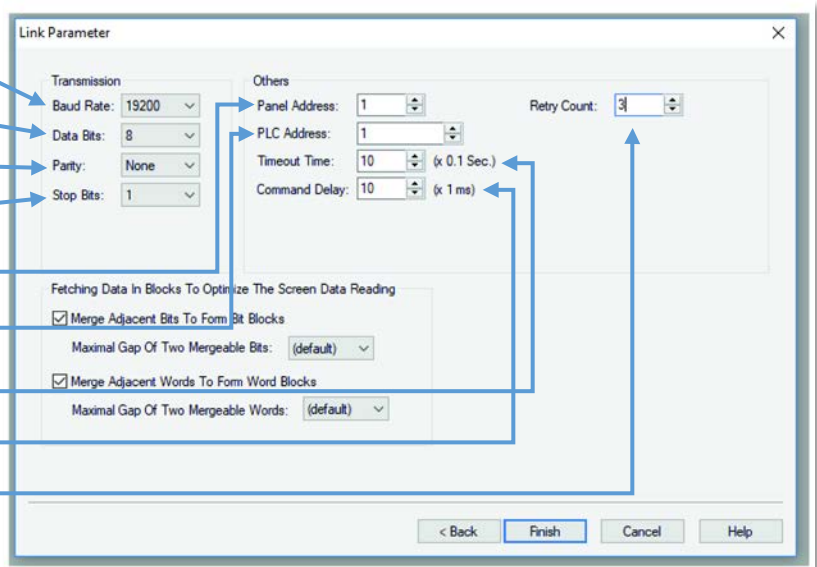 Link Parameter
Transmission
Baud Rate: 19200
Data Bits: 8
Parity: None
Stop Bits: 1
Others
Panel Address: 1
PLC Address: 1
Timeout Time: 10 (x 0.1 Sec.)
Command Delay: 10 (x 1 ms)
Retry Count: 3
Fetching Data In Blocks To Optimize The Screen Data Reading
Merge Adjacent Bits To Form Bit Blocks
Maximal Gap Of Two Mergeable Bits: (default)
Merge Adjacent Words To Form Word Blocks
Maximal Gap Of Two Mergeable Words: (default)
< Back Finish Cancel Help